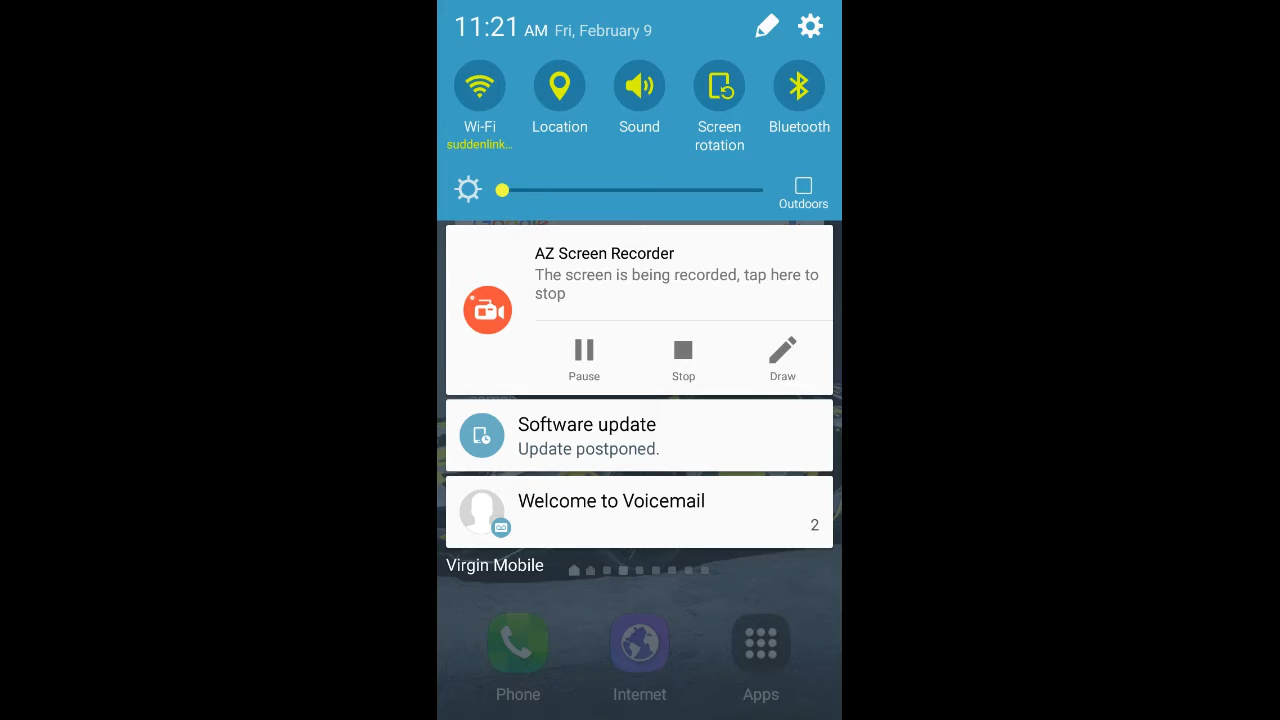 11:21 AM Fri, February 9
Wi-Fi
suddenlink...
Location
Sound
Screen
rotation
Bluetooth
Outdoors
AZ Screen Recorder
The screen is being recorded, tap here to
stop
Pause
Stop
Draw
Software update
Update postponed.
Welcome to Voicemail
2
Virgin Mobile
Phone
Internet
Apps